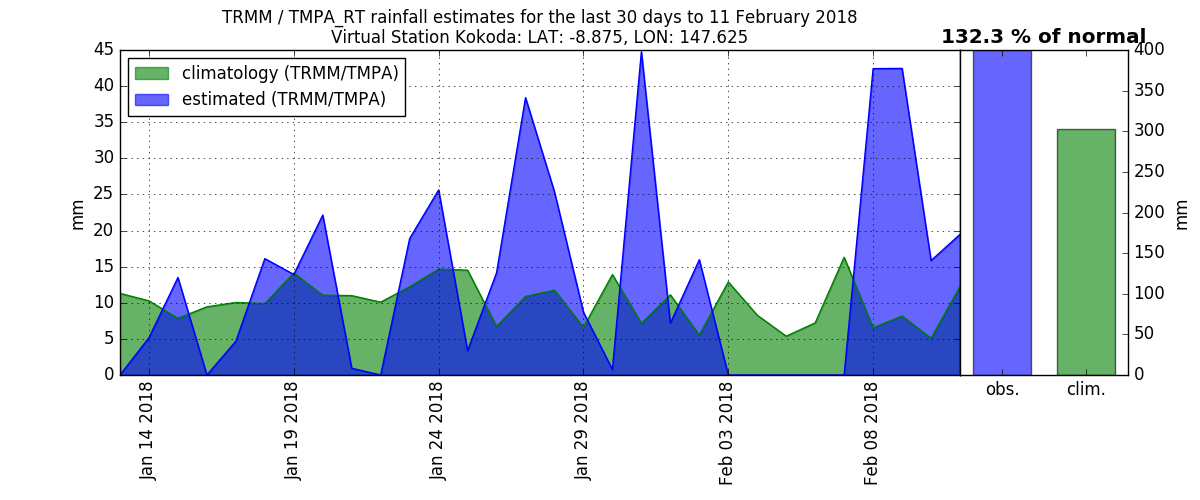 TRMM / TMPA_RT rainfall estimates for the last 30 days to 11 February 2018
Virtual Station Kokoda: LAT: -8.875, LON: 147.625
132.3 % of normal
climatology (TRMM/TMPA)
estimated (TRMM/TMPA)
45
40
35
30
25
20
15
10
5
0
mm
Jan 14 2018
Jan 19 2018
Jan 24 2018
Jan 29 2018
Feb 03 2018
Feb 08 2018
400
350
300
250
200
150
100
50
0
mm
obs.
clim.